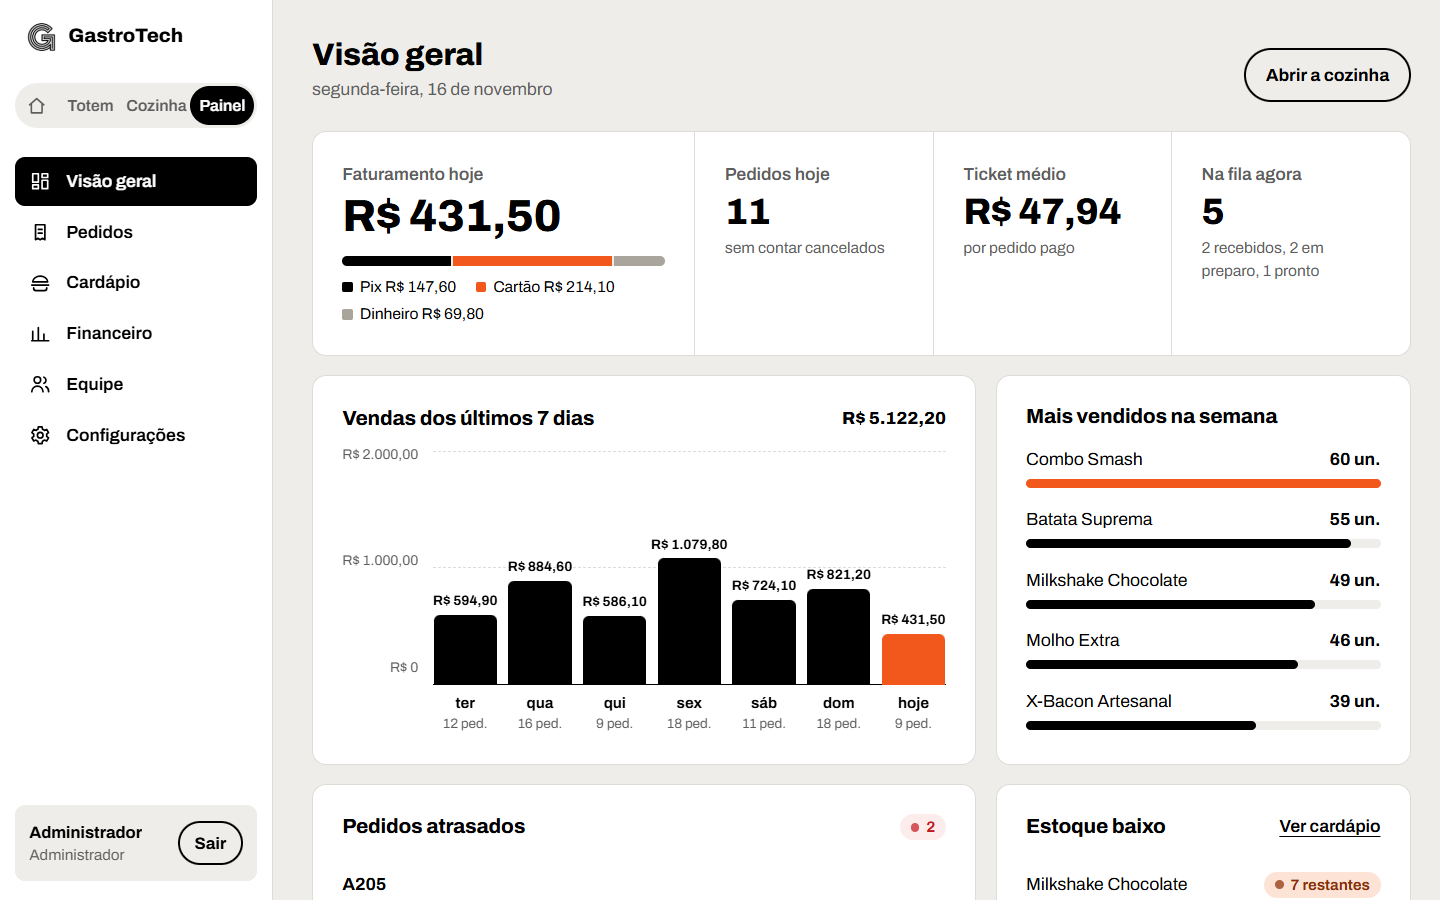 GastroTech
Totem Cozinha Painel
Visão geral
Pedidos
Cardápio
Financeiro
Equipe
Configurações
Administrador
Administrador
Sair
Visão geral
segunda-feira, 16 de novembro
Abrir a cozinha
Faturamento hoje
R$ 431,50
Pix R$ 147,60 Cartão R$ 214,10
Dinheiro R$ 69,80
Pedidos hoje
11
sem contar cancelados
Ticket médio
R$ 47,94
por pedido pago
Na fila agora
5
2 recebidos, 2 em
preparo, 1 pronto
Vendas dos últimos 7 dias R$ 5.122,20
R$ 2.000,00
R$ 1.000,00
R$ 0
R$ 594,90 R$ 884,60 R$ 586,10 R$ 1.079,80 R$ 724,10 R$ 821,20 R$ 431,50
ter qua qui sex sáb dom hoje
12 ped. 16 ped. 9 ped. 18 ped. 11 ped. 18 ped. 9 ped.
Mais vendidos na semana
Combo Smash 60 un.
Batata Suprema 55 un.
Milkshake Chocolate 49 un.
Molho Extra 46 un.
X-Bacon Artesanal 39 un.
Pedidos atrasados 2
A205
Estoque baixo Ver cardápio
Milkshake Chocolate 7 restantes